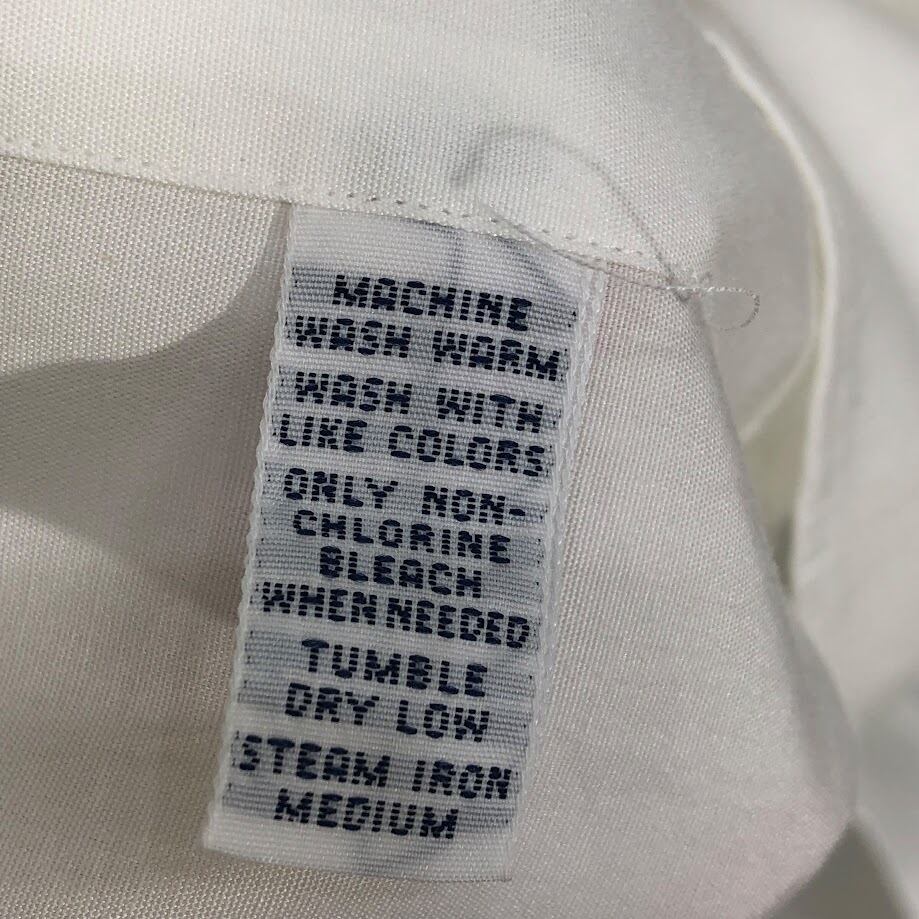 MACHINE
WASH WARM
WASH WITH
LIKE COLORS
ONLY NON-
CHLORINE
BLEACH
WHEN NEEDED
TUMBLE
DRY LOW
STEAM IRON
MEDIUM